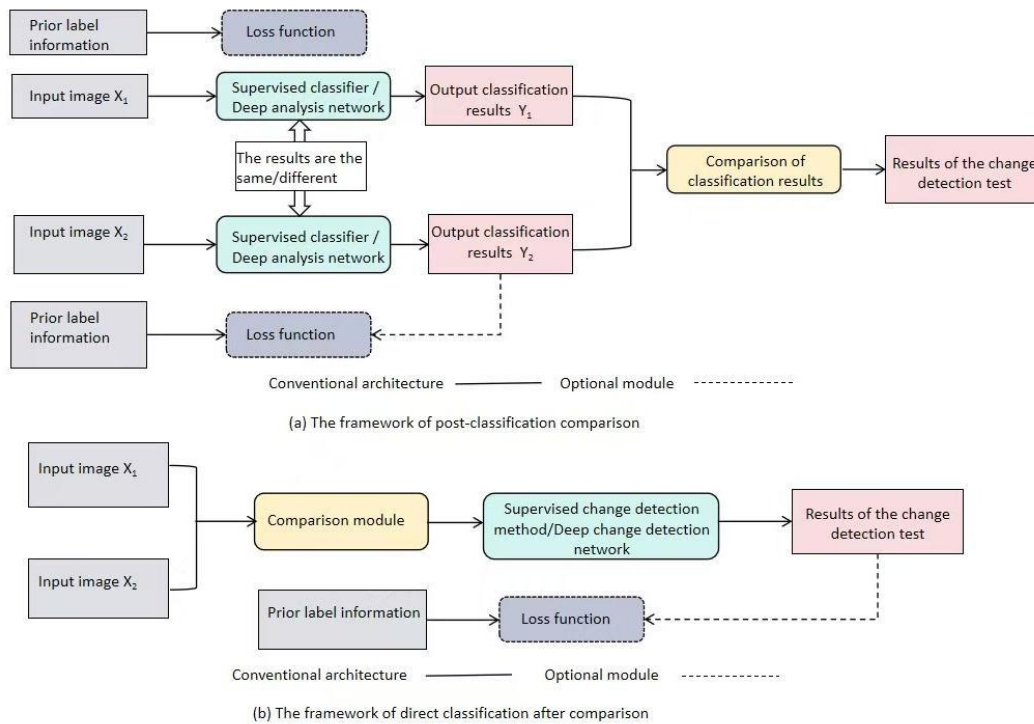 Prior label
information
Loss function
Input image X₁
Supervised classifier /
Deep analysis network
Output classification
results Y₁
The results are the
same/different
Comparison of
classification results
Results of the change
detection test
Input image X₂
Supervised classifier /
Deep analysis network
Output classification
results Y₂
Prior label
information
Loss function
Conventional architecture
Optional module
(a) The framework of post-classification comparison
Input image X₁
Comparison module
Supervised change detection
method/Deep change detection
network
Results of the change
detection test
Input image X₂
Prior label information
Loss function
Conventional architecture
Optional module
(b) The framework of direct classification after comparison